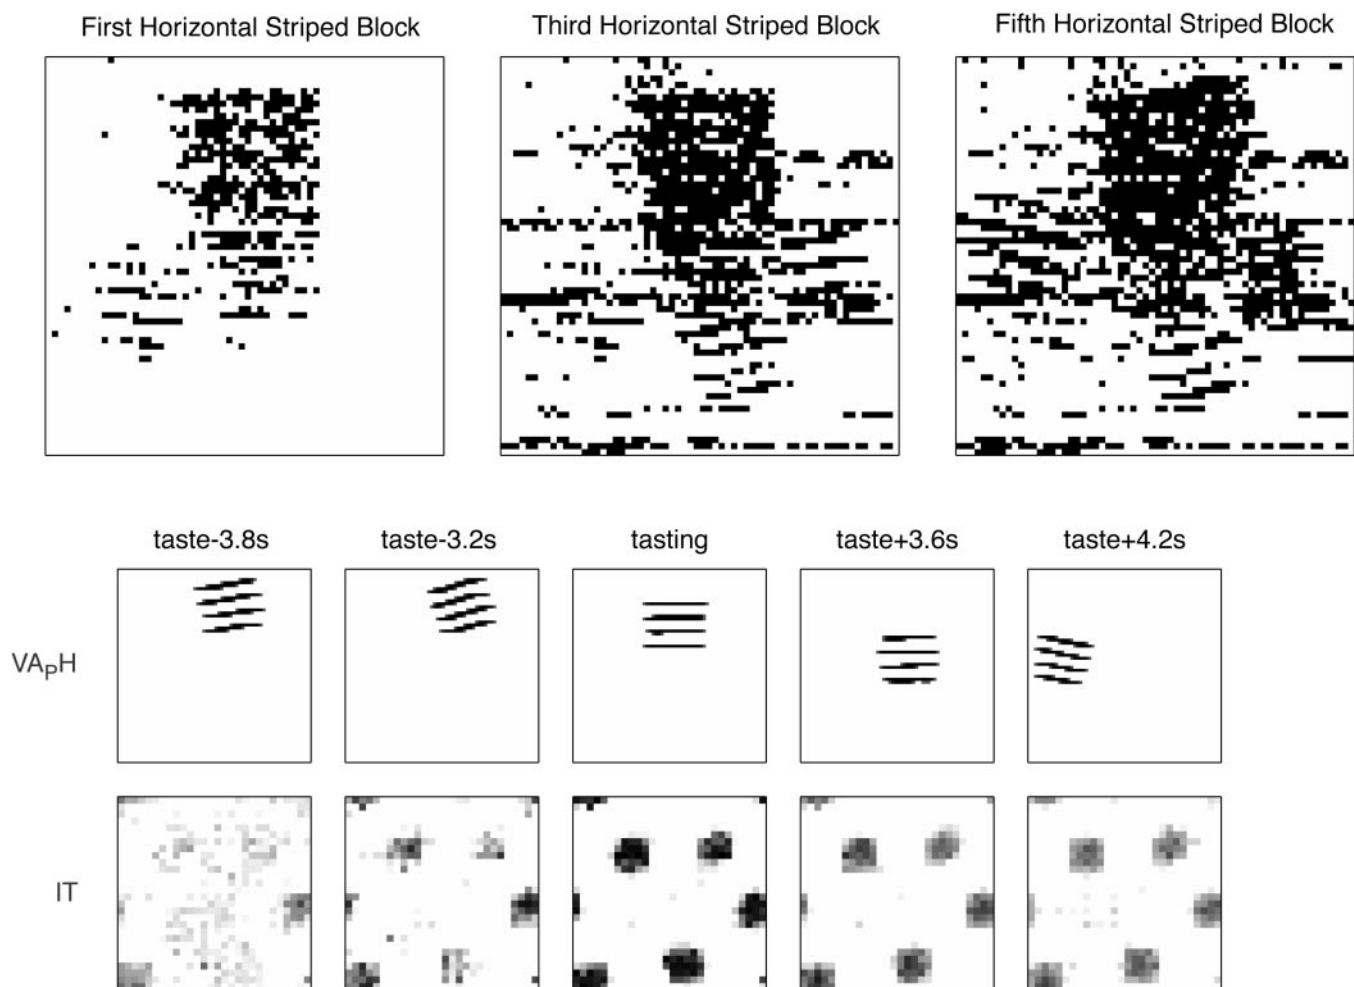 First Horizontal Striped Block Third Horizontal Striped Block Fifth Horizontal Striped Block
taste-3.8s taste-3.2s tasting taste+3.6s taste+4.2s
VAPH
IT